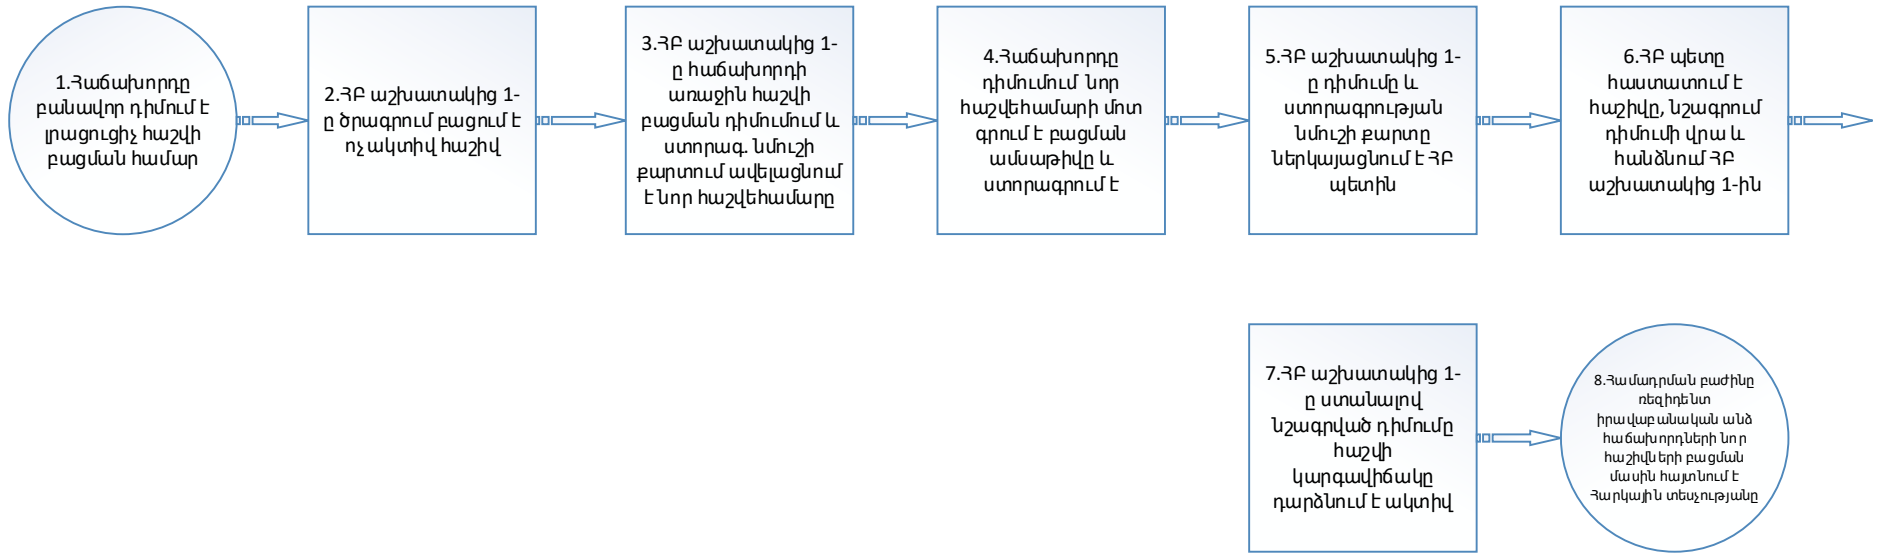 1.Հաճախորդը
բանավոր դիմում է
լրացուցիչ հաշվի
բացման համար
2.ՀԲ աշխատակից 1-
ը ծրագրում բացում է
ոչ ակտիվ հաշիվ
3.ՀԲ աշխատակից 1-
ը հաճախորդի
առաջին հաշվի
բացման դիմումում և
ստորագ. նմուշի
քարտում ավելացնում
է նոր հաշվեհամարը
4.Հաճախորդը
դիմումում նոր
հաշվեհամարի մոտ
գրում է բացման
ամսաթիվը և
ստորագրում է
5.ՀԲ աշխատակից 1-
ը դիմումը և
ստորագրության
նմուշի քարտը
ներկայացնում է ՀԲ
պետին
6.ՀԲ պետը
հաստատում է
հաշիվը, նշագրում
դիմումի վրա և
հանձնում ՀԲ
աշխատակից 1-ին
7.ՀԲ աշխատակից 1-
ը ստանալով
նշագրված դիմումը
հաշվի
կարգավիճակը
դարձնում է ակտիվ
8.Համադրման բաժինը
ռեզիդենտ
իրավաբանական անձ
հաճախորդների նոր
հաշիվների բացման
մասին հայտնում է
Հարկային տեսչությանը